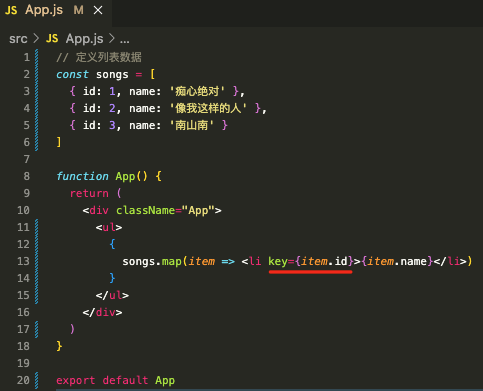 JS App.js M ×
src > JS App.js > ...
1 // 定义列表数据
2 const songs = [
3 { id: 1, name: '痴心绝对' },
4 { id: 2, name: '像我这样的人' },
5 { id: 3, name: '南山南' }
6 ]
7
8 function App() {
9 return (
10 <div className="App">
11 <ul>
12 {
13 songs.map(item => <li key={item.id}>{item.name}</li>)
14 }
15 </ul>
16 </div>
17 )
18 }
19
20 export default App